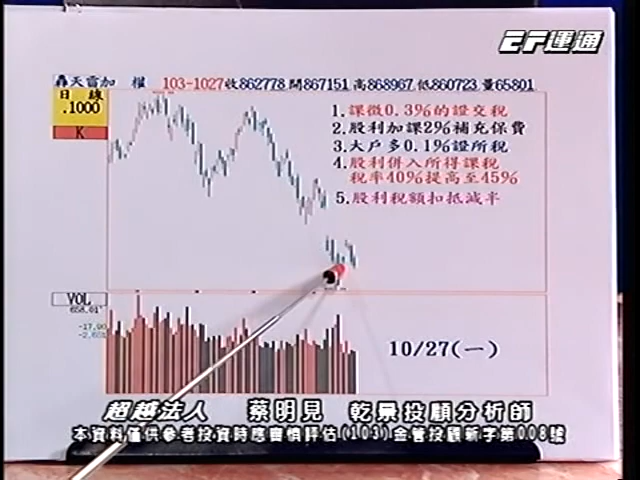 EF運通
轟天雷加 權 103-1027收862778開867151高868967低860723量65801
日 線
.1000
K
1.課徵0.3%的證交稅
2.股利加課2%補充保費
3.大戶多0.1%證所稅
4.股利併入所得課稅
稅率40%提高至45%
5.股利稅額扣抵減半
VOL
658.01
-17.90
10/27(一)
超越法人 蔡明見 乾景投顧分析師
本資料僅供參考投資時應審慎評估(103)金管投顧新字第008號